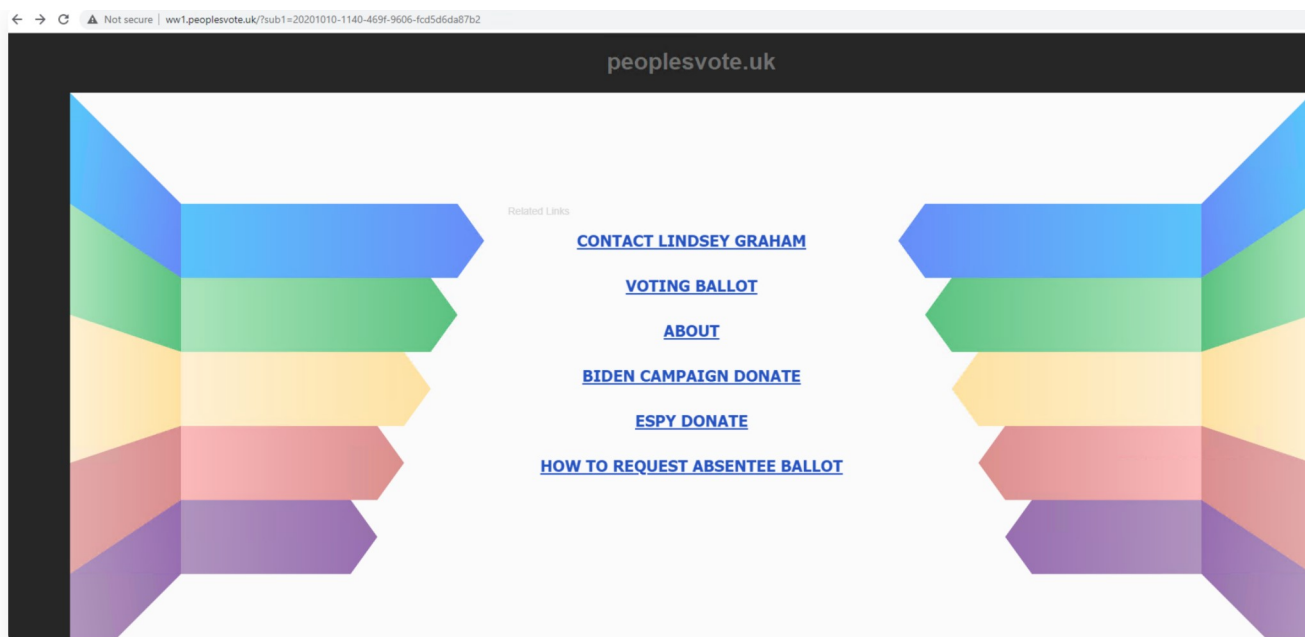 Not secure | ww1.peoplesvote.uk/?sub1=20201010-1140-469f-9606-fcd5d6da87b2
peoplesvote.uk
Related Links
CONTACT LINDSEY GRAHAM
VOTING BALLOT
ABOUT
BIDEN CAMPAIGN DONATE
ESPY DONATE
HOW TO REQUEST ABSENTEE BALLOT